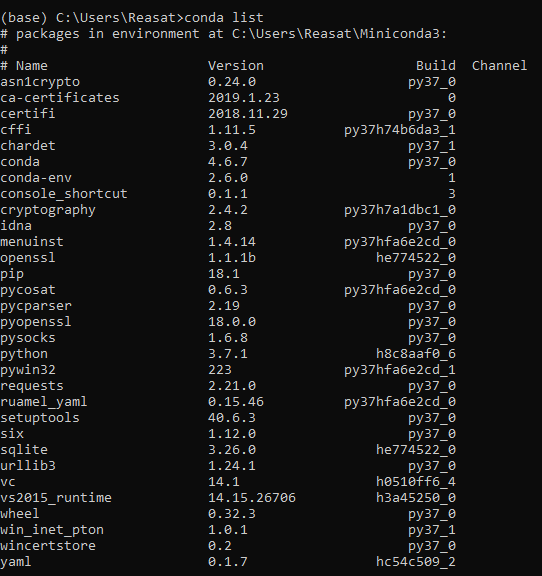 (base) C:\Users\Reasat>conda list
# packages in environment at C:\Users\Reasat\Miniconda3:
#
# Name                    Version                   Build  Channel
asn1crypto                0.24.0                   py37_0
ca-certificates           2019.1.23                     0
certifi                   2018.11.29               py37_0
cffi                      1.11.5           py37h74b6da3_1
chardet                   3.0.4                    py37_1
conda                     4.6.7                    py37_0
conda-env                 2.6.0                         1
console_shortcut          0.1.1                         3
cryptography              2.4.2            py37h7a1dbc1_0
idna                      2.8                      py37_0
menuinst                  1.4.14           py37hfa6e2cd_0
openssl                   1.1.1b               he774522_0
pip                       18.1                     py37_0
pycosat                   0.6.3            py37hfa6e2cd_0
pycparser                 2.19                     py37_0
pyopenssl                 18.0.0                   py37_0
pysocks                   1.6.8                    py37_0
python                    3.7.1                h8c8aaf0_6
pywin32                   223              py37hfa6e2cd_1
requests                  2.21.0                   py37_0
ruamel_yaml               0.15.46          py37hfa6e2cd_0
setuptools                40.6.3                   py37_0
six                       1.12.0                   py37_0
sqlite                    3.26.0               he774522_0
urllib3                   1.24.1                   py37_0
vc                        14.1                 h0510ff6_4
vs2015_runtime            14.15.26706          h3a45250_0
wheel                     0.32.3                   py37_0
win_inet_pton             1.0.1                    py37_1
wincertstore              0.2                      py37_0
yaml                      0.1.7                hc54c509_2